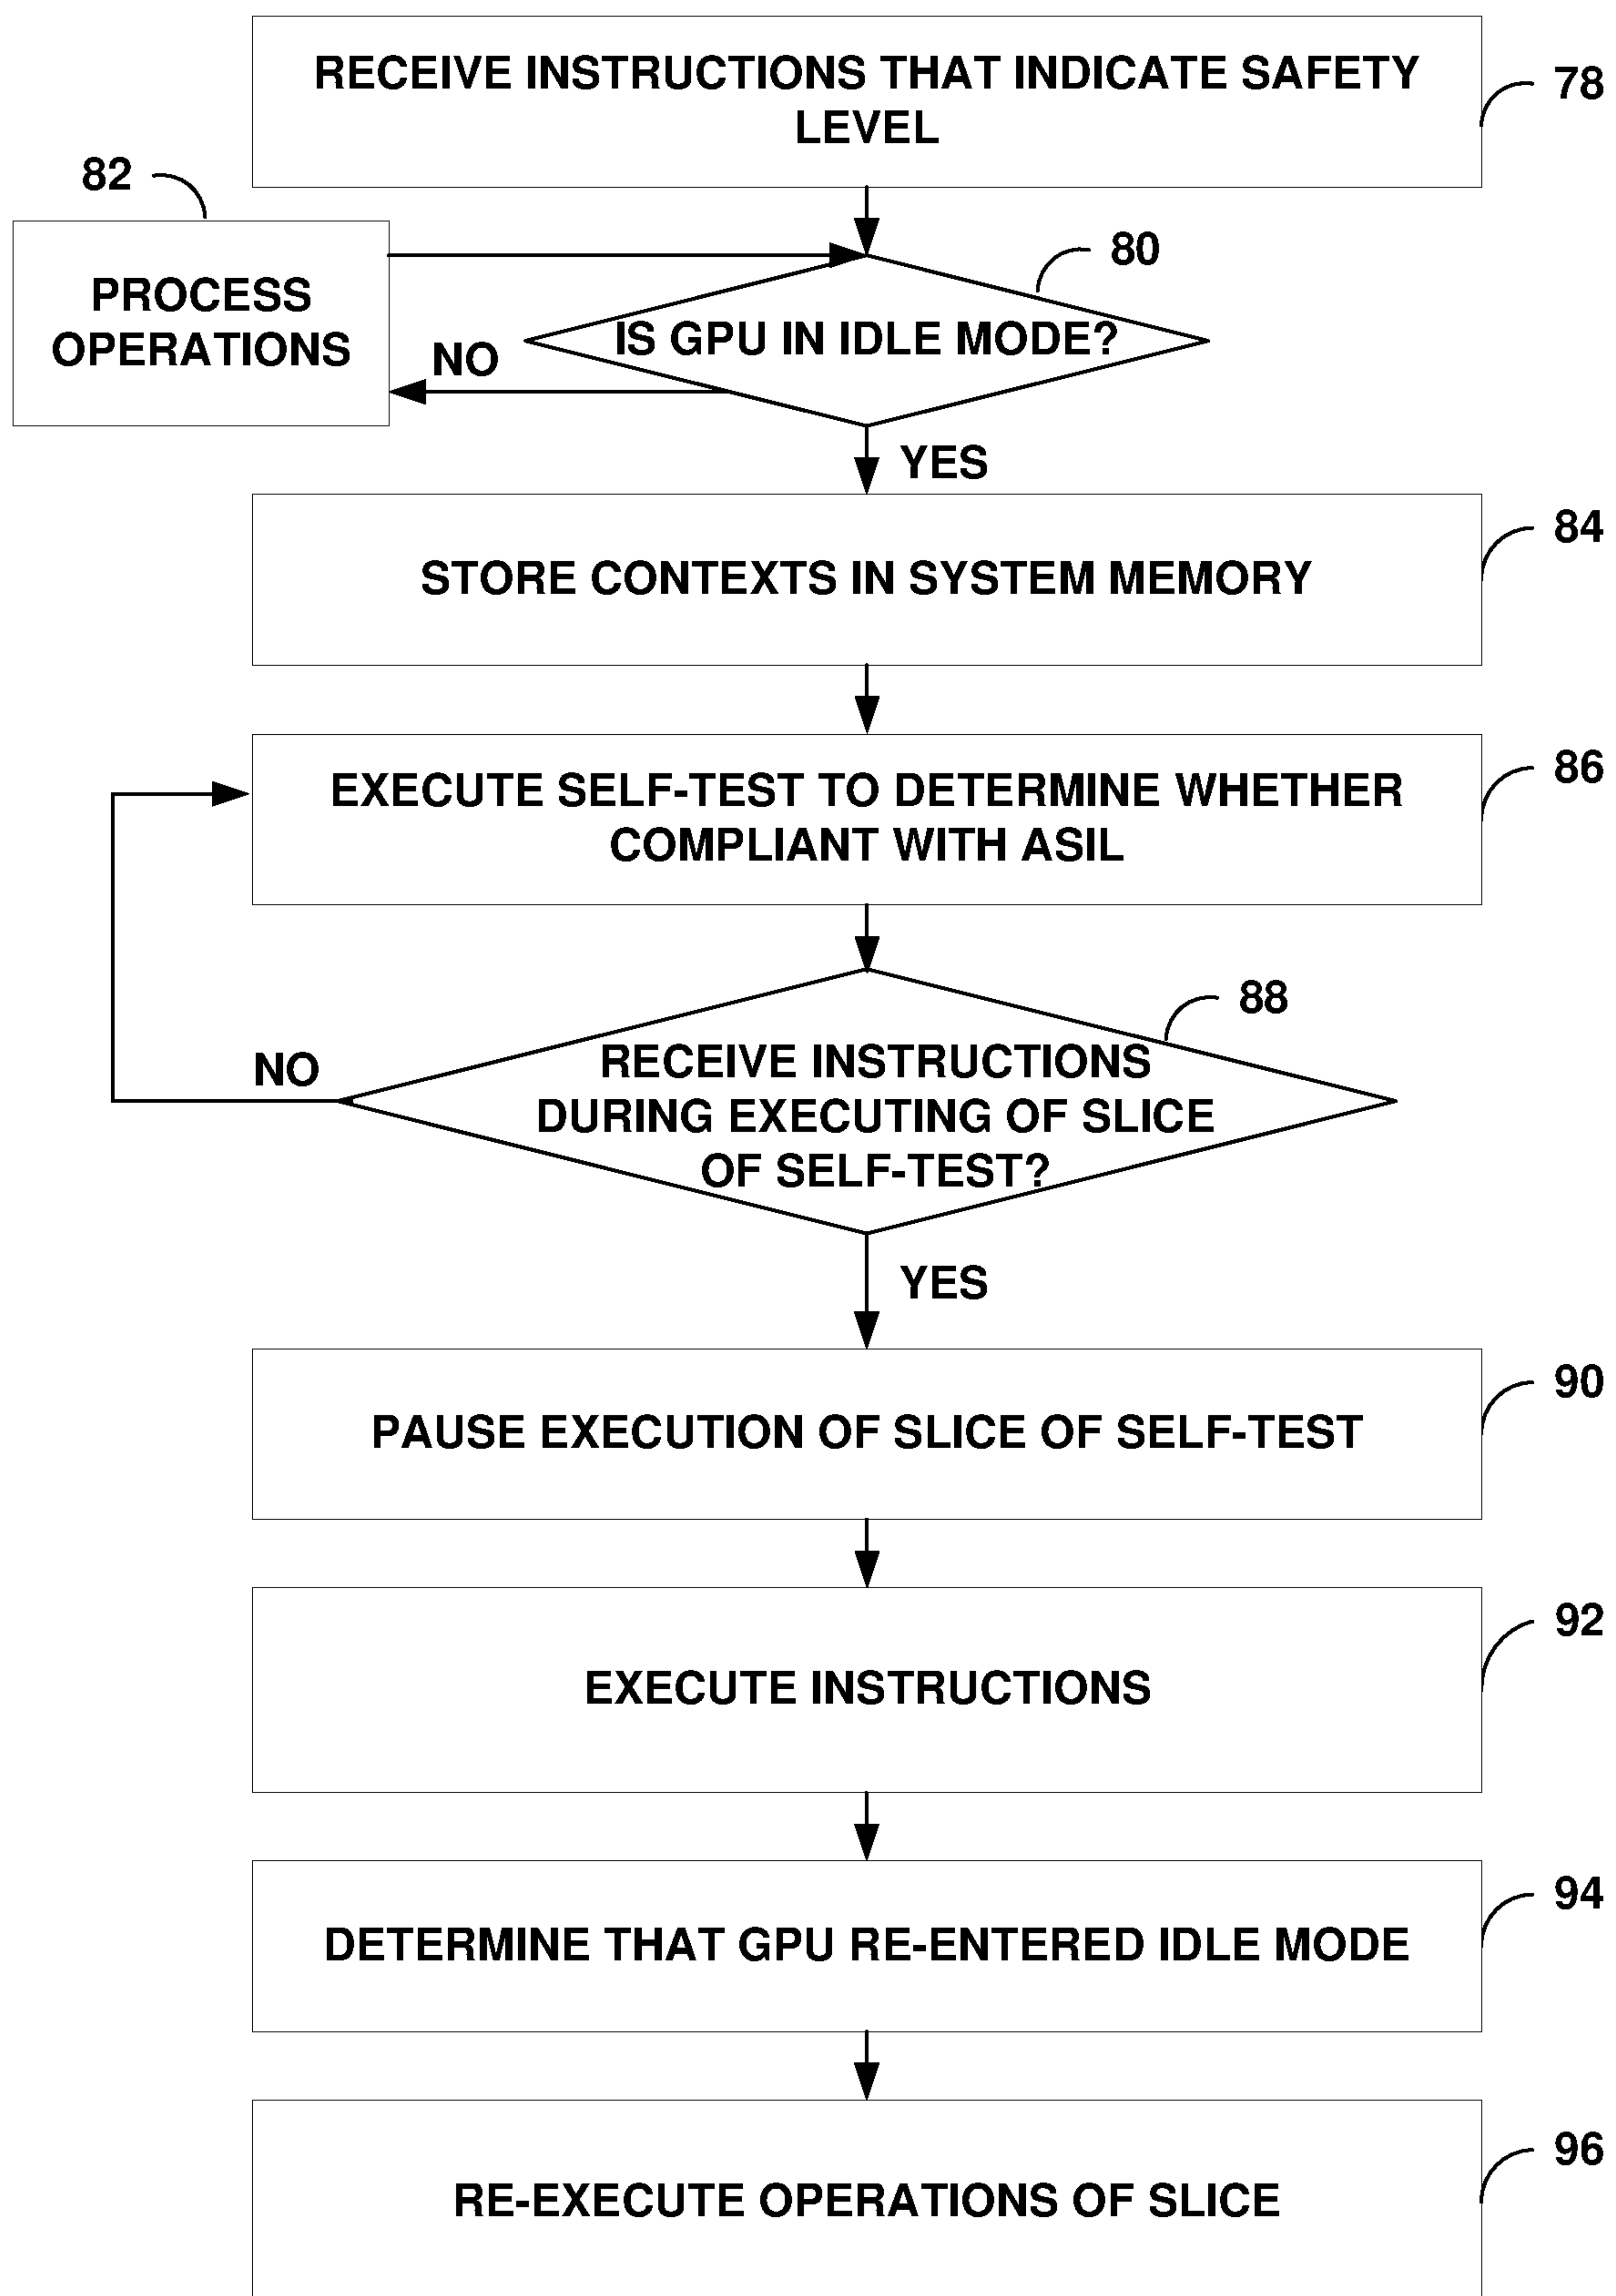 RECEIVE INSTRUCTIONS THAT INDICATE SAFETY
LEVEL
78
82
PROCESS
OPERATIONS
80
IS GPU IN IDLE MODE?
NO
YES
84
STORE CONTEXTS IN SYSTEM MEMORY
86
EXECUTE SELF-TEST TO DETERMINE WHETHER
COMPLIANT WITH ASIL
88
RECEIVE INSTRUCTIONS
DURING EXECUTING OF SLICE
OF SELF-TEST?
NO
YES
90
PAUSE EXECUTION OF SLICE OF SELF-TEST
92
EXECUTE INSTRUCTIONS
94
DETERMINE THAT GPU RE-ENTERED IDLE MODE
96
RE-EXECUTE OPERATIONS OF SLICE